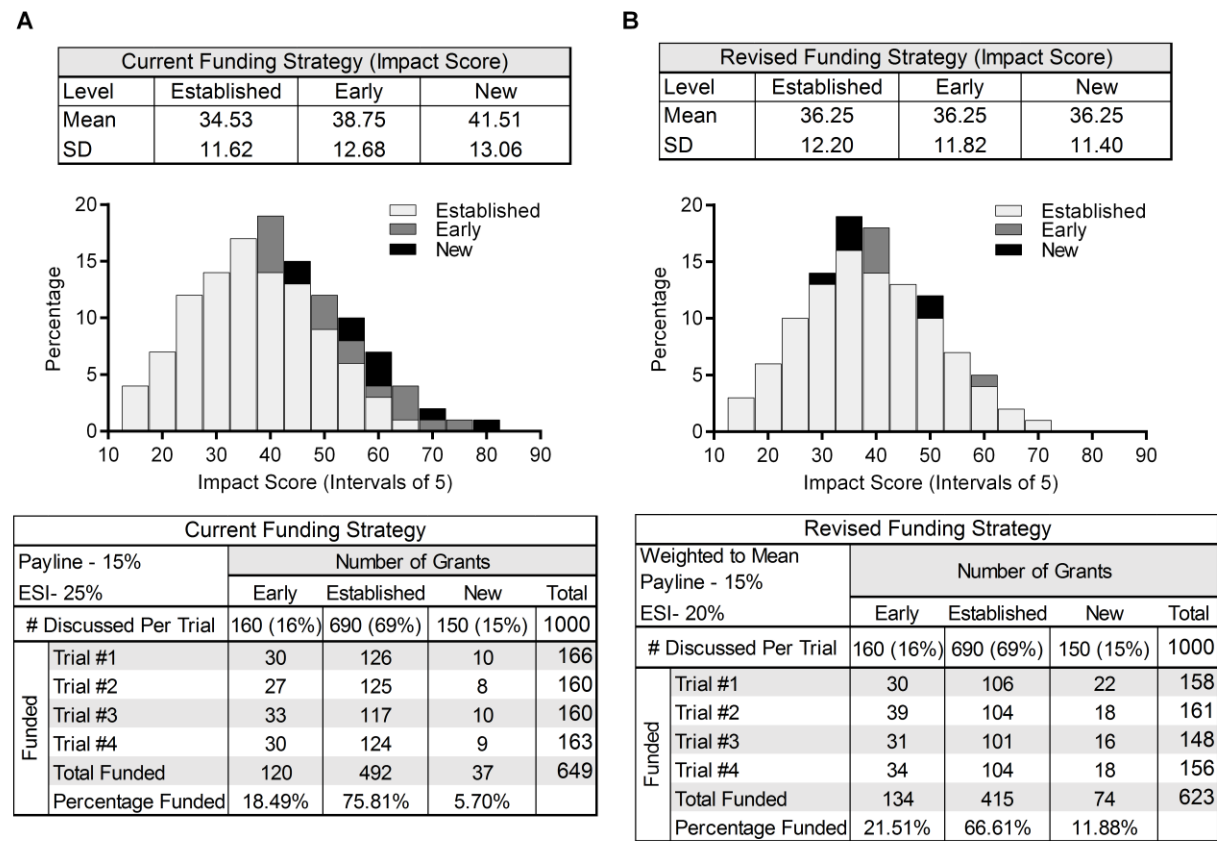 A
Current Funding Strategy (Impact Score)
Level Established Early New
Mean 34.53 38.75 41.51
SD 11.62 12.68 13.06
Percentage
20
15
10
5
0
Established
Early
New
10 20 30 40 50 60 70 80 90
Impact Score (Intervals of 5)
Current Funding Strategy
Payline - 15%
ESI- 25%
Number of Grants
Early Established New Total
# Discussed Per Trial 160 (16%) 690 (69%) 150 (15%) 1000
Funded
Trial #1 30 126 10 166
Trial #2 27 125 8 160
Trial #3 33 117 10 160
Trial #4 30 124 9 163
Total Funded 120 492 37 649
Percentage Funded 18.49% 75.81% 5.70%
B
Revised Funding Strategy (Impact Score)
Level Established Early New
Mean 36.25 36.25 36.25
SD 12.20 11.82 11.40
Percentage
20
15
10
5
0
Established
Early
New
10 20 30 40 50 60 70 80 90
Impact Score (Intervals of 5)
Revised Funding Strategy
Weighted to Mean
Payline - 15%
ESI- 20%
Number of Grants
Early Established New Total
# Discussed Per Trial 160 (16%) 690 (69%) 150 (15%) 1000
Funded
Trial #1 30 106 22 158
Trial #2 39 104 18 161
Trial #3 31 101 16 148
Trial #4 34 104 18 156
Total Funded 134 415 74 623
Percentage Funded 21.51% 66.61% 11.88%